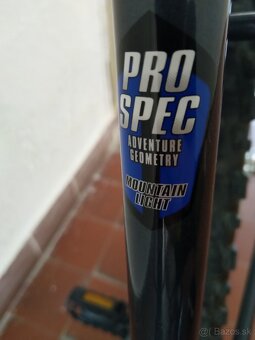 PRO
SPEC
ADVENTURE
GEOMETRY
MOUNTAIN
LIGHT
© Bazos.sk